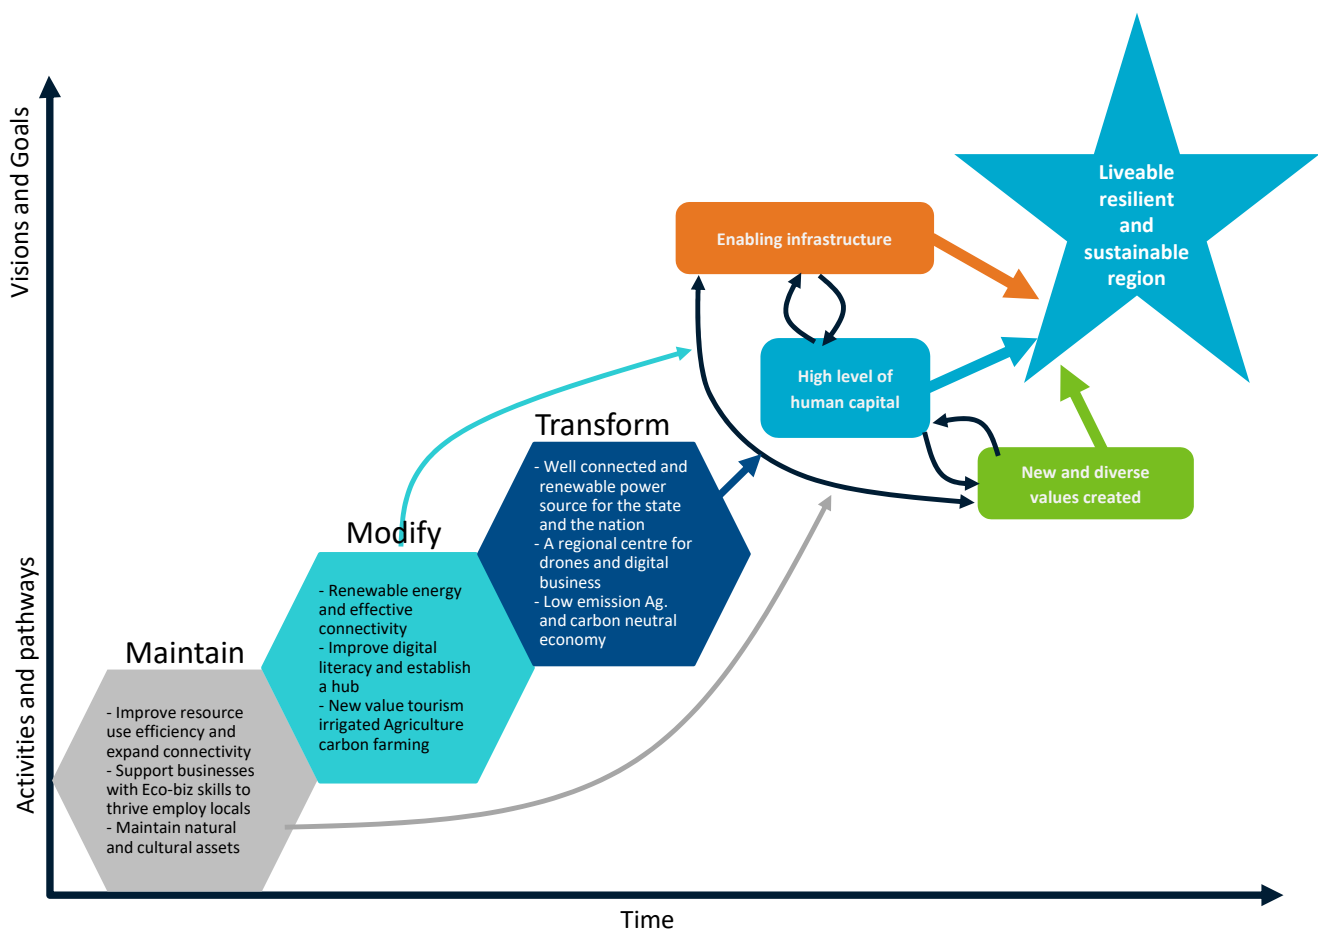 Visions and Goals
Activities and pathways
Time
Maintain
- Improve resource
use efficiency and
expand connectivity
- Support businesses
with Eco-biz skills to
thrive employ locals
- Maintain natural
and cultural assets
Modify
- Renewable energy
and effective
connectivity
- Improve digital
literacy and establish
a hub
- New value tourism
irrigated Agriculture
carbon farming
Transform
- Well connected and
renewable power
source for the state
and the nation
- A regional centre for
drones and digital
business
- Low emission Ag.
and carbon neutral
economy
Enabling infrastructure
High level of
human capital
New and diverse
values created
Liveable
resilient
and
sustainable
region